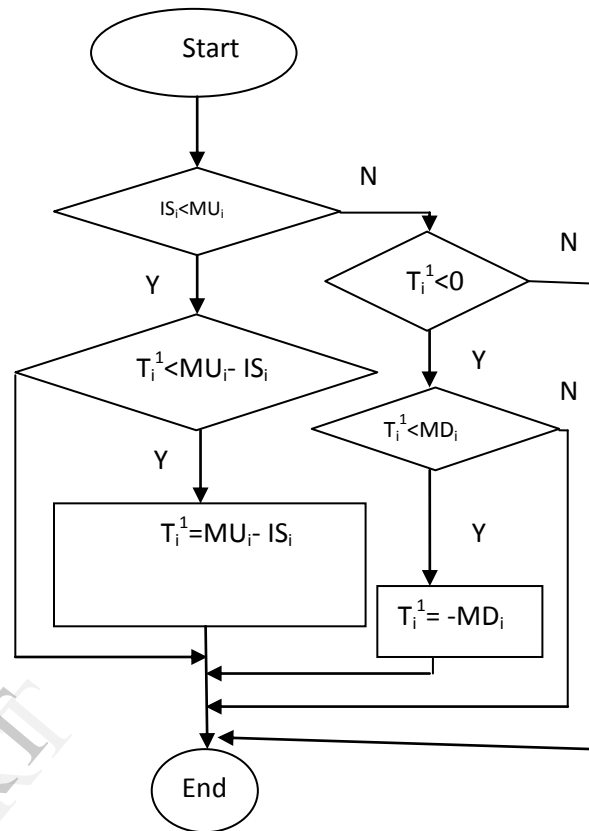 Start
N
ISᵢ<MUᵢ
N
Tᵢ¹<0
Y
Tᵢ¹<MUᵢ- ISᵢ
Y
N
Tᵢ¹<MDᵢ
Y
Tᵢ¹=MUᵢ- ISᵢ
Y
Tᵢ¹= -MDᵢ
End